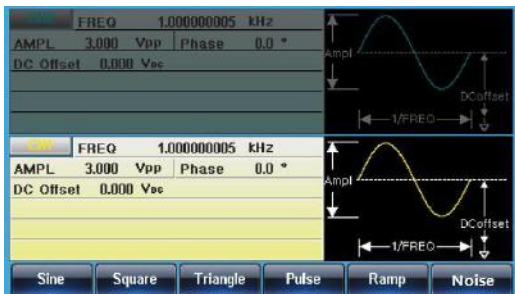 FREQ 1.000000005 kHz
AMPL 3.000 Vpp Phase 0.0 °
DC Offset 0.000 VDC
Ampl
DCoffset
1/FREQ
FREQ 1.000000005 kHz
AMPL 3.000 Vpp Phase 0.0 °
DC Offset 0.000 VDC
Ampl
DCoffset
1/FREQ
Sine Square Triangle Pulse Ramp Noise